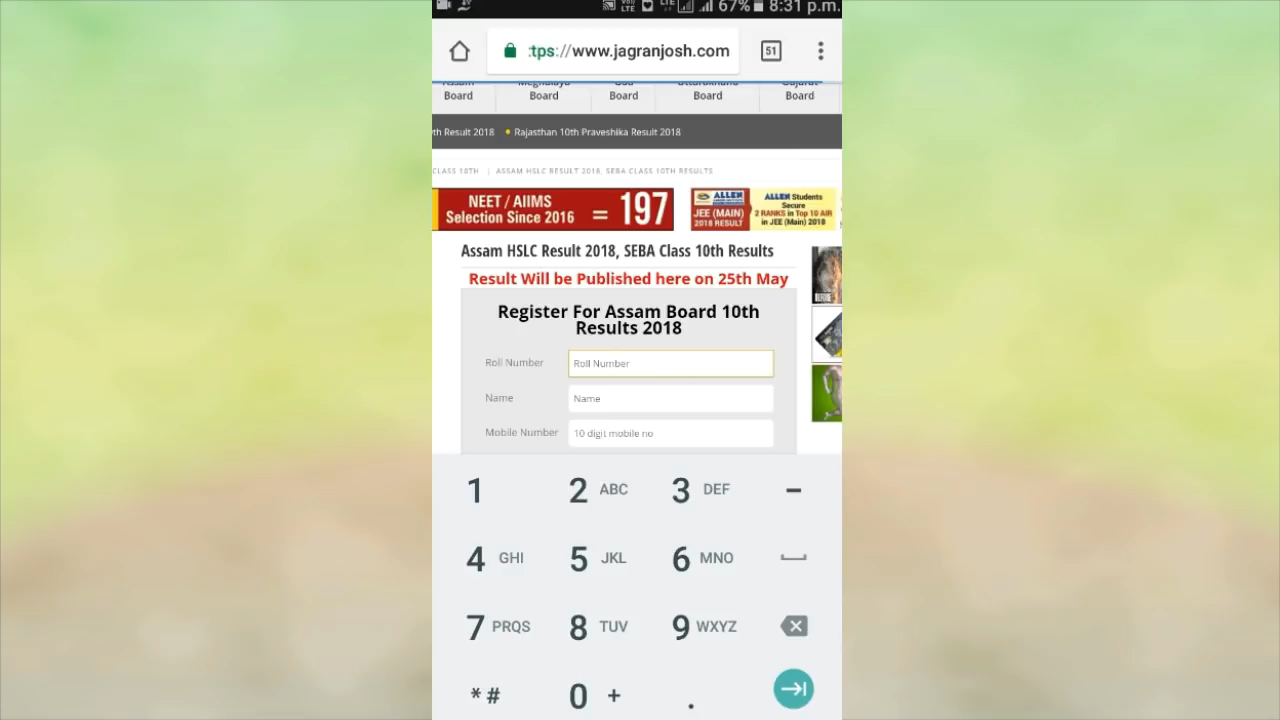 67% 8:31 p.m.
tps://www.jagranjosh.com 51
Board Board Board Board Board
th Result 2018 • Rajasthan 10th Praveshika Result 2018
CLASS 10TH | ASSAM HSLC RESULT 2018, SEBA CLASS 10TH RESULTS
NEET / AIIMS
Selection Since 2016 = 197
ALLEN
JEE (MAIN)
2018 RESULT
ALLEN Students
Secure
2 RANKS in Top 10 AIR
in JEE (Main) 2018
Assam HSLC Result 2018, SEBA Class 10th Results
Result Will be Published here on 25th May
Register For Assam Board 10th
Results 2018
Roll Number Roll Number
Name Name
Mobile Number 10 digit mobile no
1 2 ABC 3 DEF -
4 GHI 5 JKL 6 MNO
7 PRQS 8 TUV 9 WXYZ
*# 0 + .